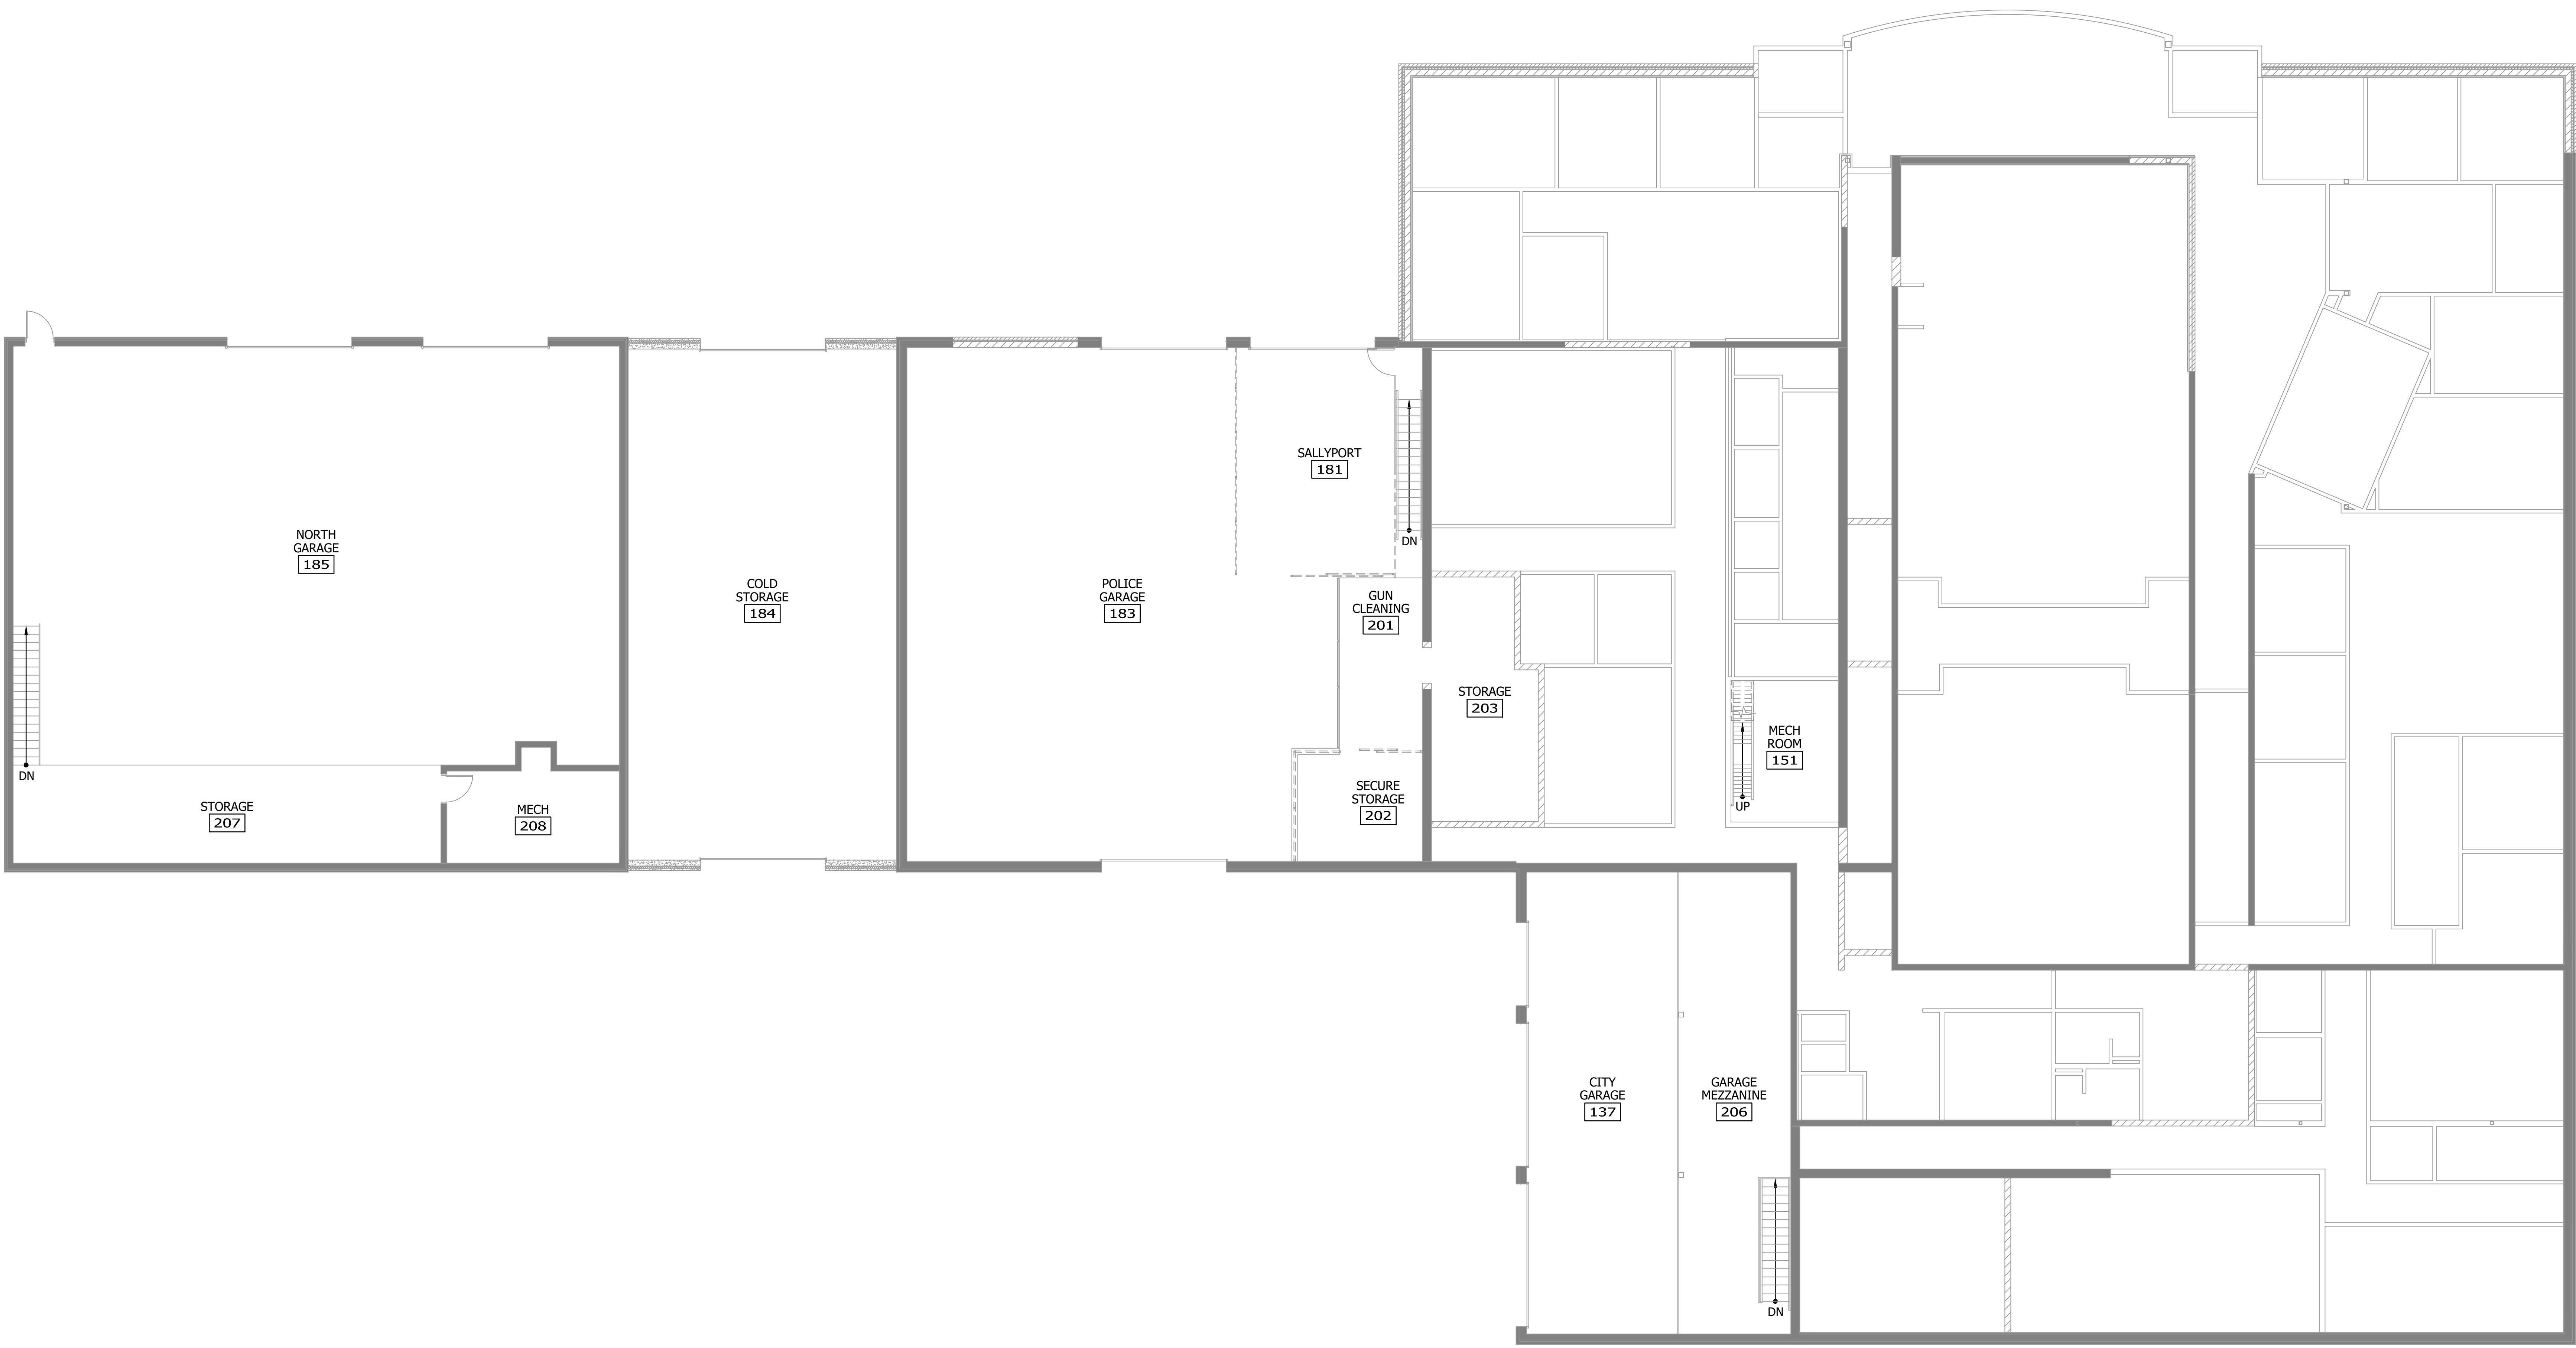 SALLYPORT
181
DN
NORTH
GARAGE
185
COLD
STORAGE
184
POLICE
GARAGE
183
GUN
CLEANING
201
STORAGE
203
MECH
ROOM
151
UP
DN
STORAGE
207
MECH
208
SECURE
STORAGE
202
CITY
GARAGE
137
GARAGE
MEZZANINE
206
DN